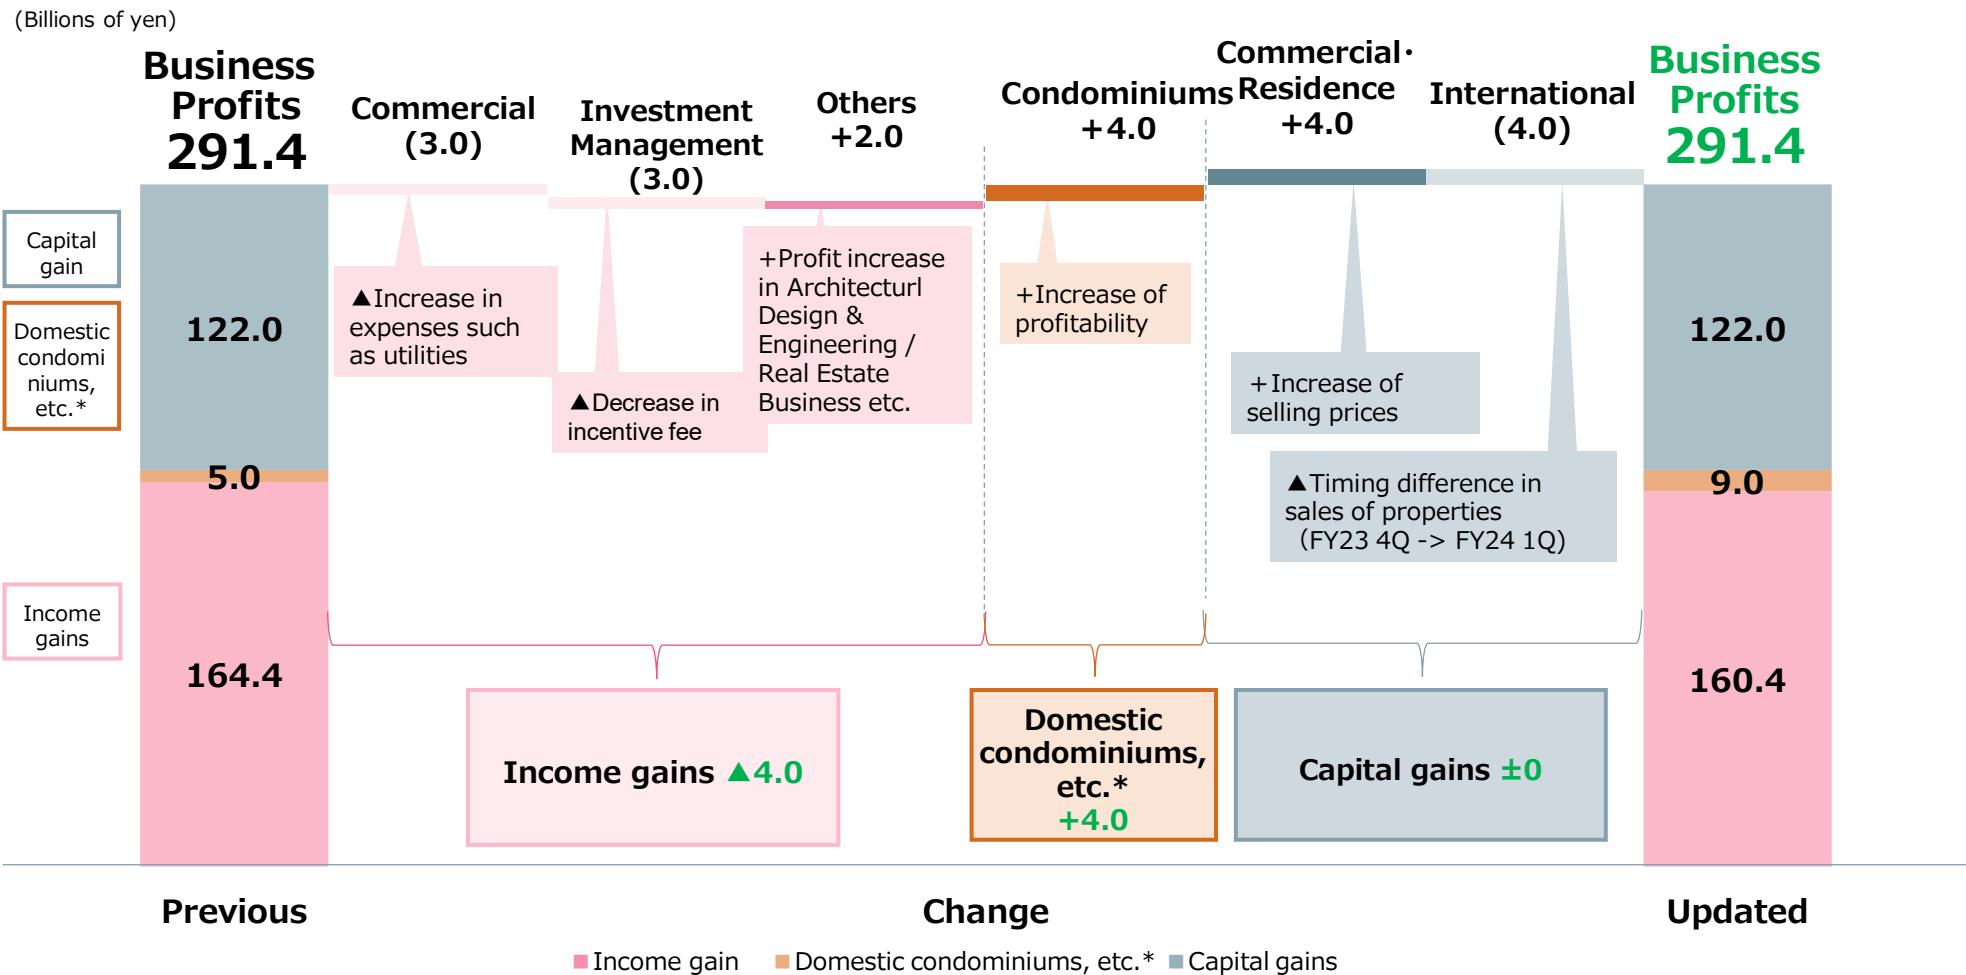 (Billions of yen)
Business
Profits
291.4
Commercial
(3.0)
Investment
Management
(3.0)
Others
+2.0
Condominiums
+4.0
Commercial・
Residence
+4.0
International
(4.0)
Business
Profits
291.4
Capital
gain
Domestic
condomi
niums,
etc.*
Income
gains
122.0
5.0
164.4
▲Increase in
expenses such
as utilities
▲Decrease in
incentive fee
+Profit increase
in Architecturl
Design &
Engineering /
Real Estate
Business etc.
+Increase of
profitability
+Increase of
selling prices
▲Timing difference in
sales of properties
(FY23 4Q -> FY24 1Q)
122.0
9.0
160.4
Income gains ▲4.0
Domestic
condominiums,
etc.*
+4.0
Capital gains ±0
Previous
Change
Updated
Income gain
Domestic condominiums, etc.*
Capital gains